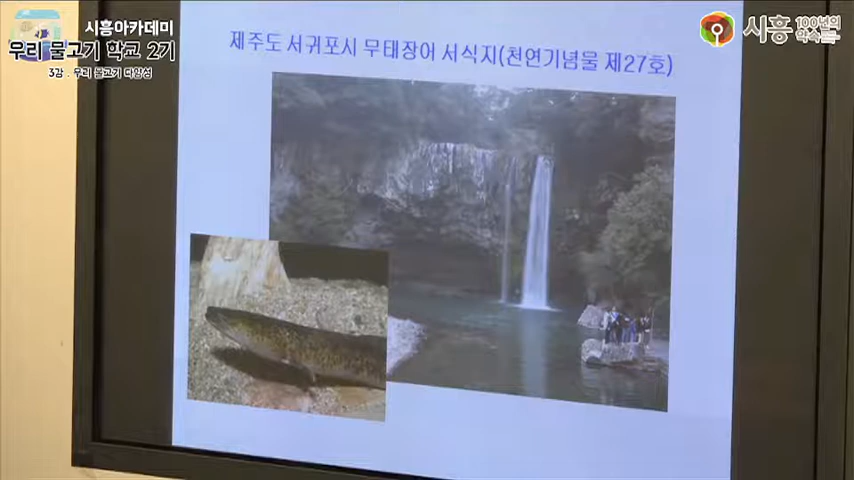 시흥아카데미
우리 물고기 학교 2기
3강. 우리 물고기 다양성
시흥 100년의 약속
제주도 서귀포시 무태장어 서식지(천연기념물 제27호)